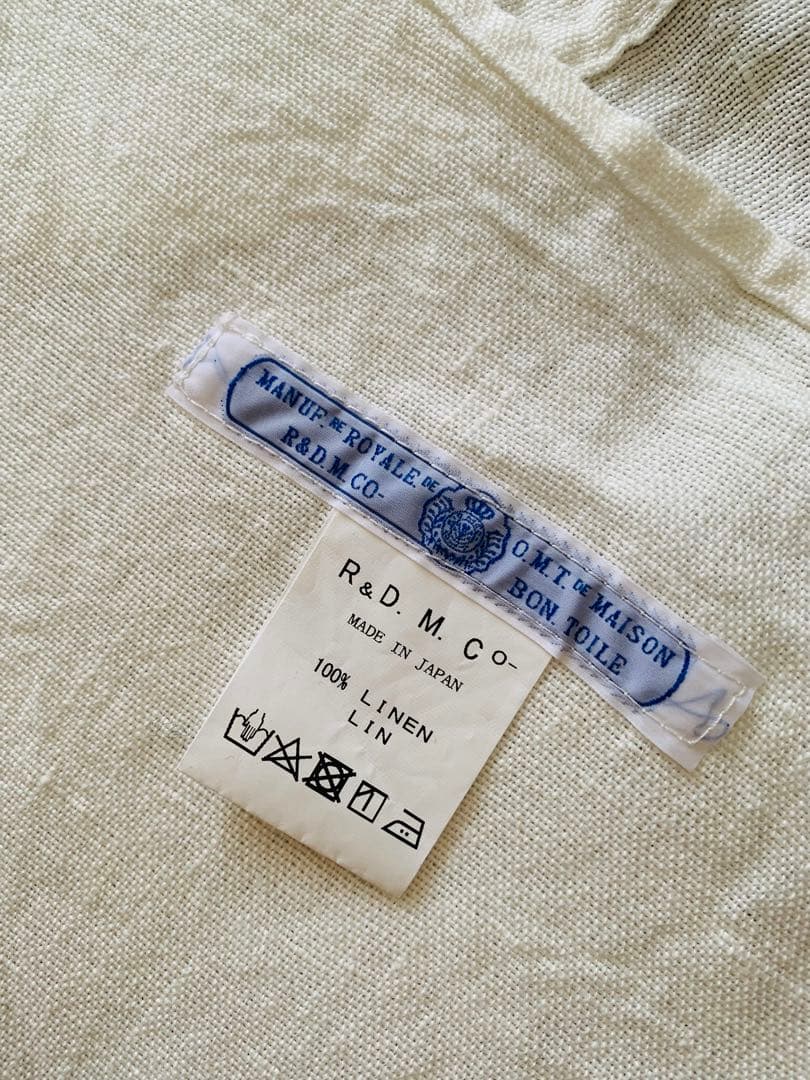 MANUF. RE ROYALE. DE
R&D.M.CO-
O.M.T. DE MAISON
BON. TOILE
R & D. M. CO-
MADE IN JAPAN
100% LINEN
LIN